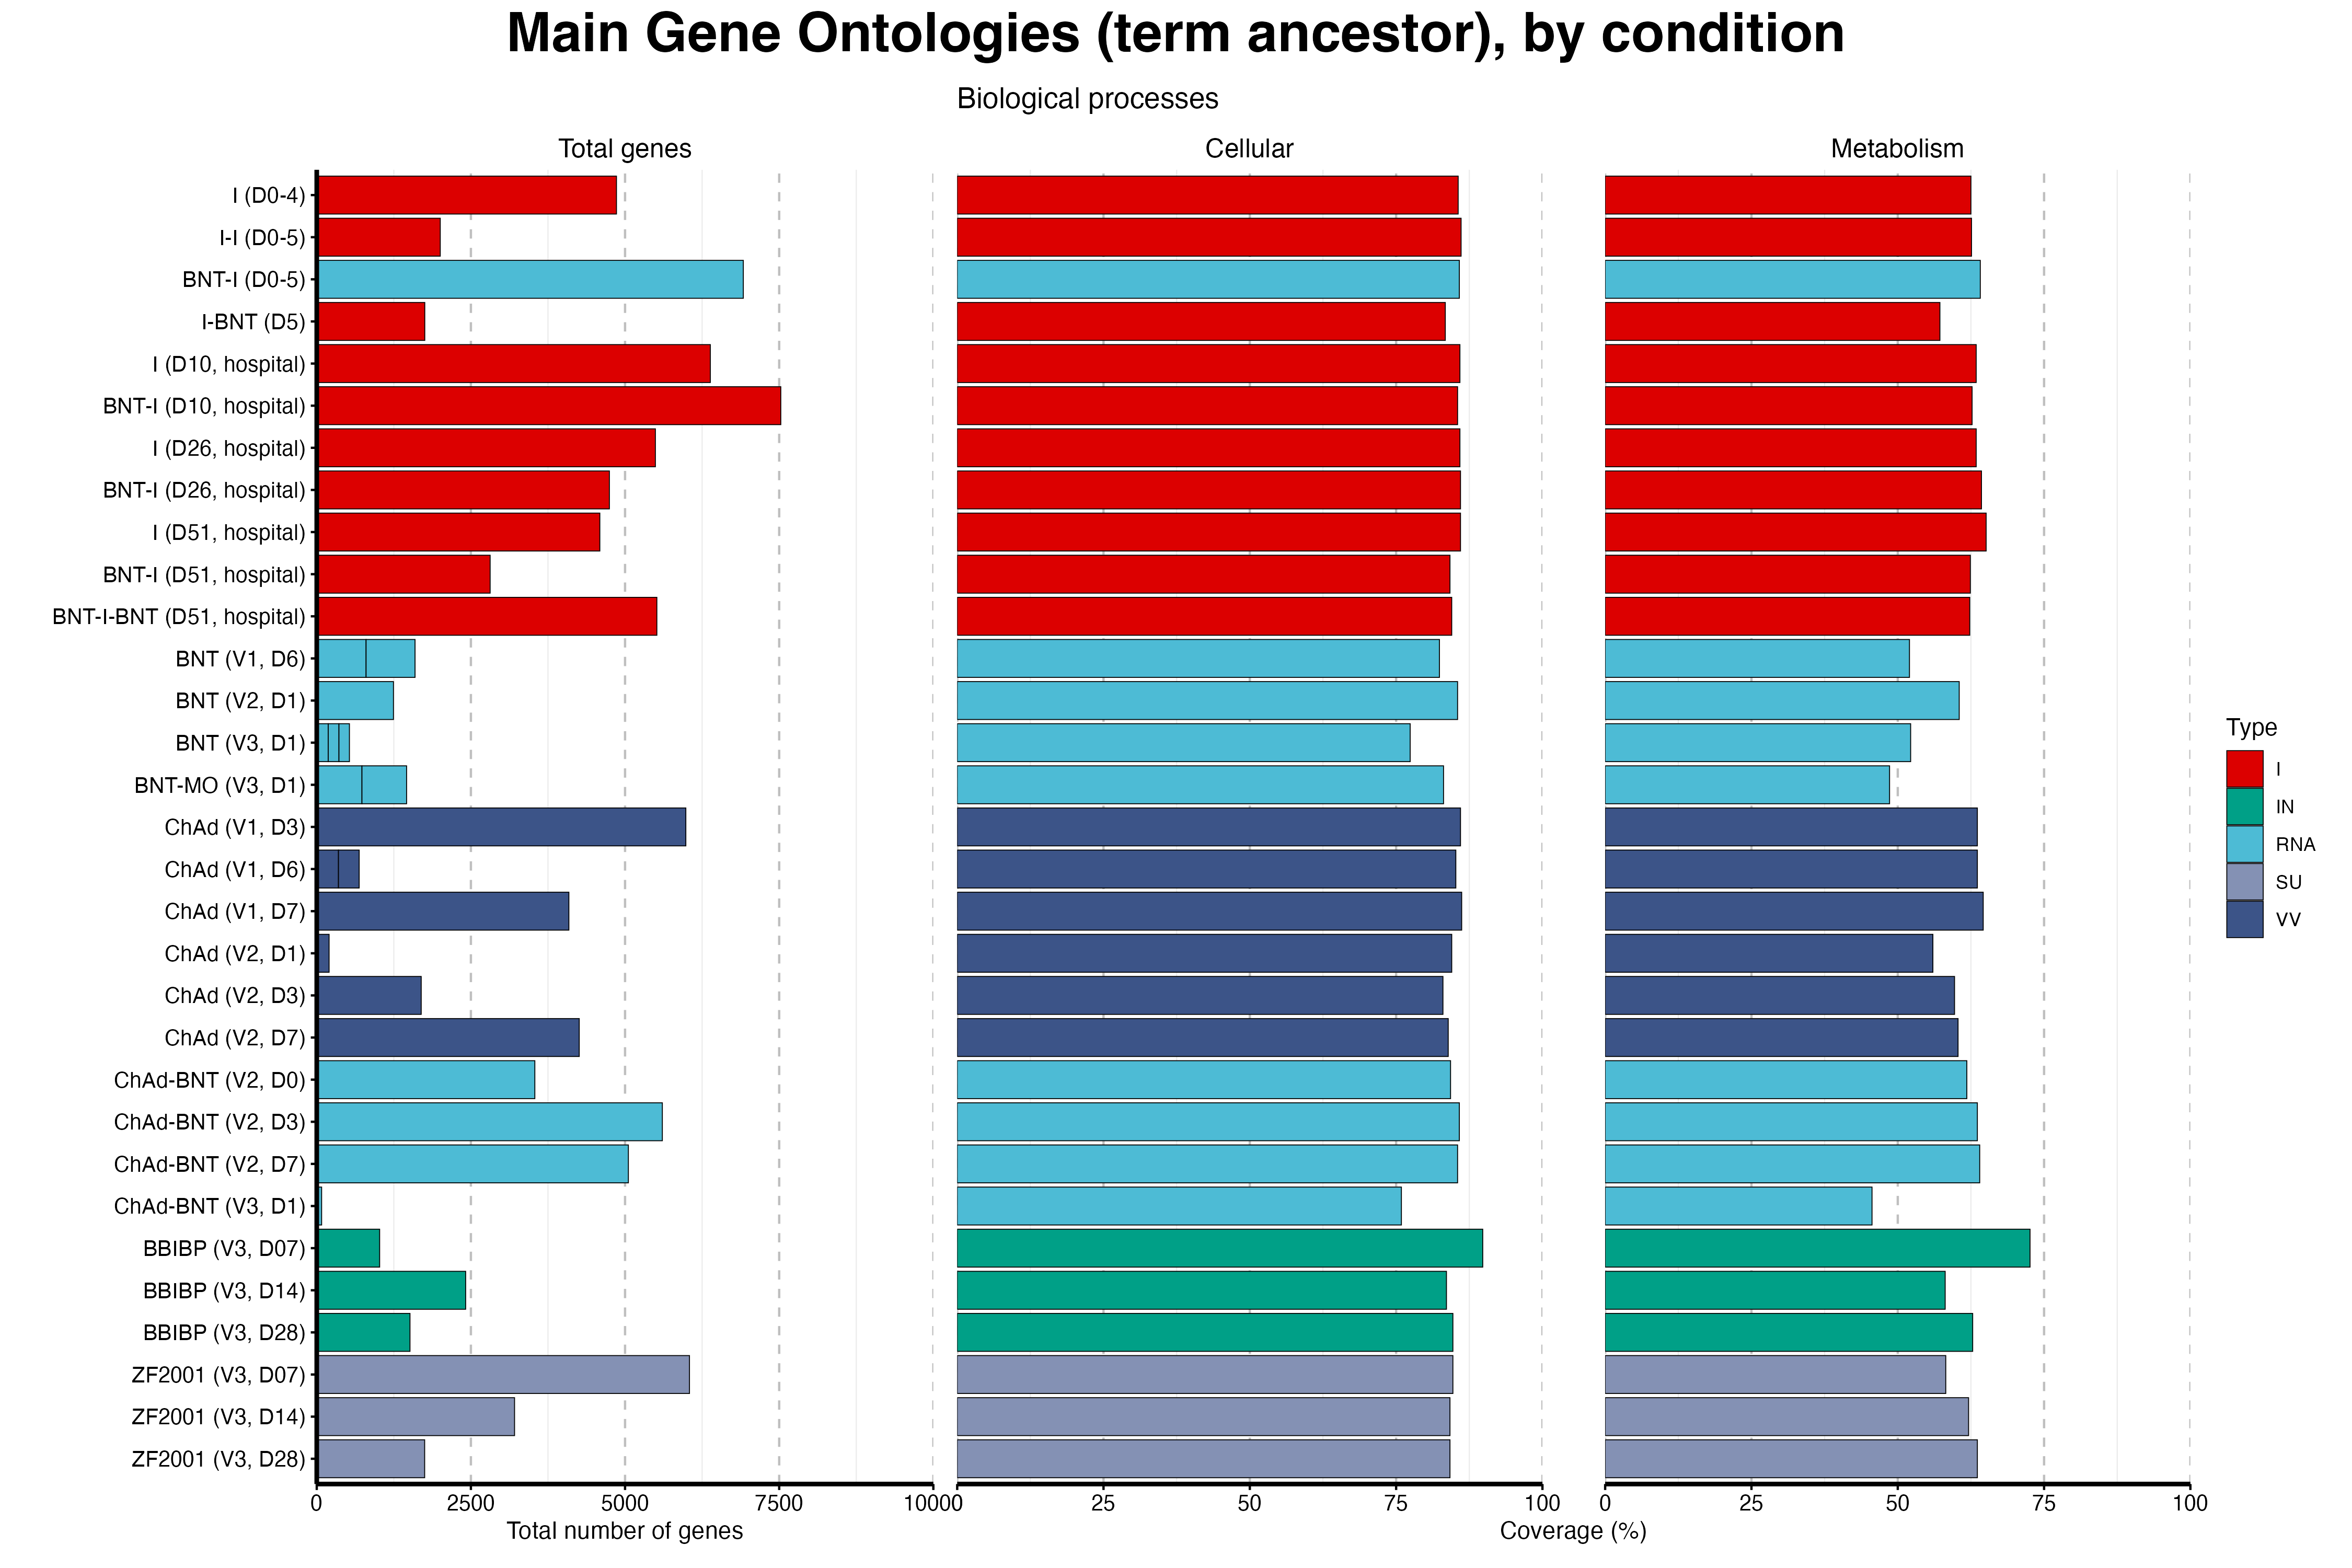 Main Gene Ontologies (term ancestor), by condition
Biological processes
Total genes
Cellular
Metabolism
I (D0-4)
I-I (D0-5)
BNT-I (D0-5)
I-BNT (D5)
I (D10, hospital)
BNT-I (D10, hospital)
I (D26, hospital)
BNT-I (D26, hospital)
I (D51, hospital)
BNT-I (D51, hospital)
BNT-I-BNT (D51, hospital)
BNT (V1, D6)
BNT (V2, D1)
BNT (V3, D1)
BNT-MO (V3, D1)
ChAd (V1, D3)
ChAd (V1, D6)
ChAd (V1, D7)
ChAd (V2, D1)
ChAd (V2, D3)
ChAd (V2, D7)
ChAd-BNT (V2, D0)
ChAd-BNT (V2, D3)
ChAd-BNT (V2, D7)
ChAd-BNT (V3, D1)
BBIBP (V3, D07)
BBIBP (V3, D14)
BBIBP (V3, D28)
ZF2001 (V3, D07)
ZF2001 (V3, D14)
ZF2001 (V3, D28)
0 2500 5000 7500 10000
0 25 50 75 100
0 25 50 75 100
Total number of genes
Coverage (%)
Type
I
IN
RNA
SU
VV